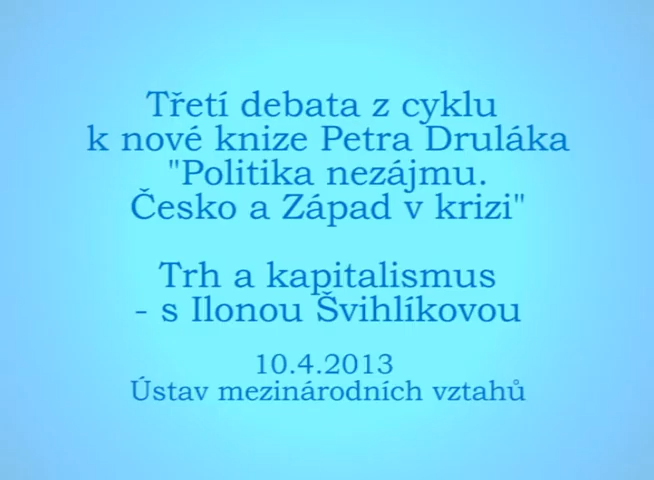 Třetí debata z cyklu
k nové knize Petra Druláka
"Politika nezájmu.
Česko a Západ v krizi"
Trh a kapitalismus
- s Ilonou Švihlíkovou
10.4.2013
Ústav mezinárodních vztahů